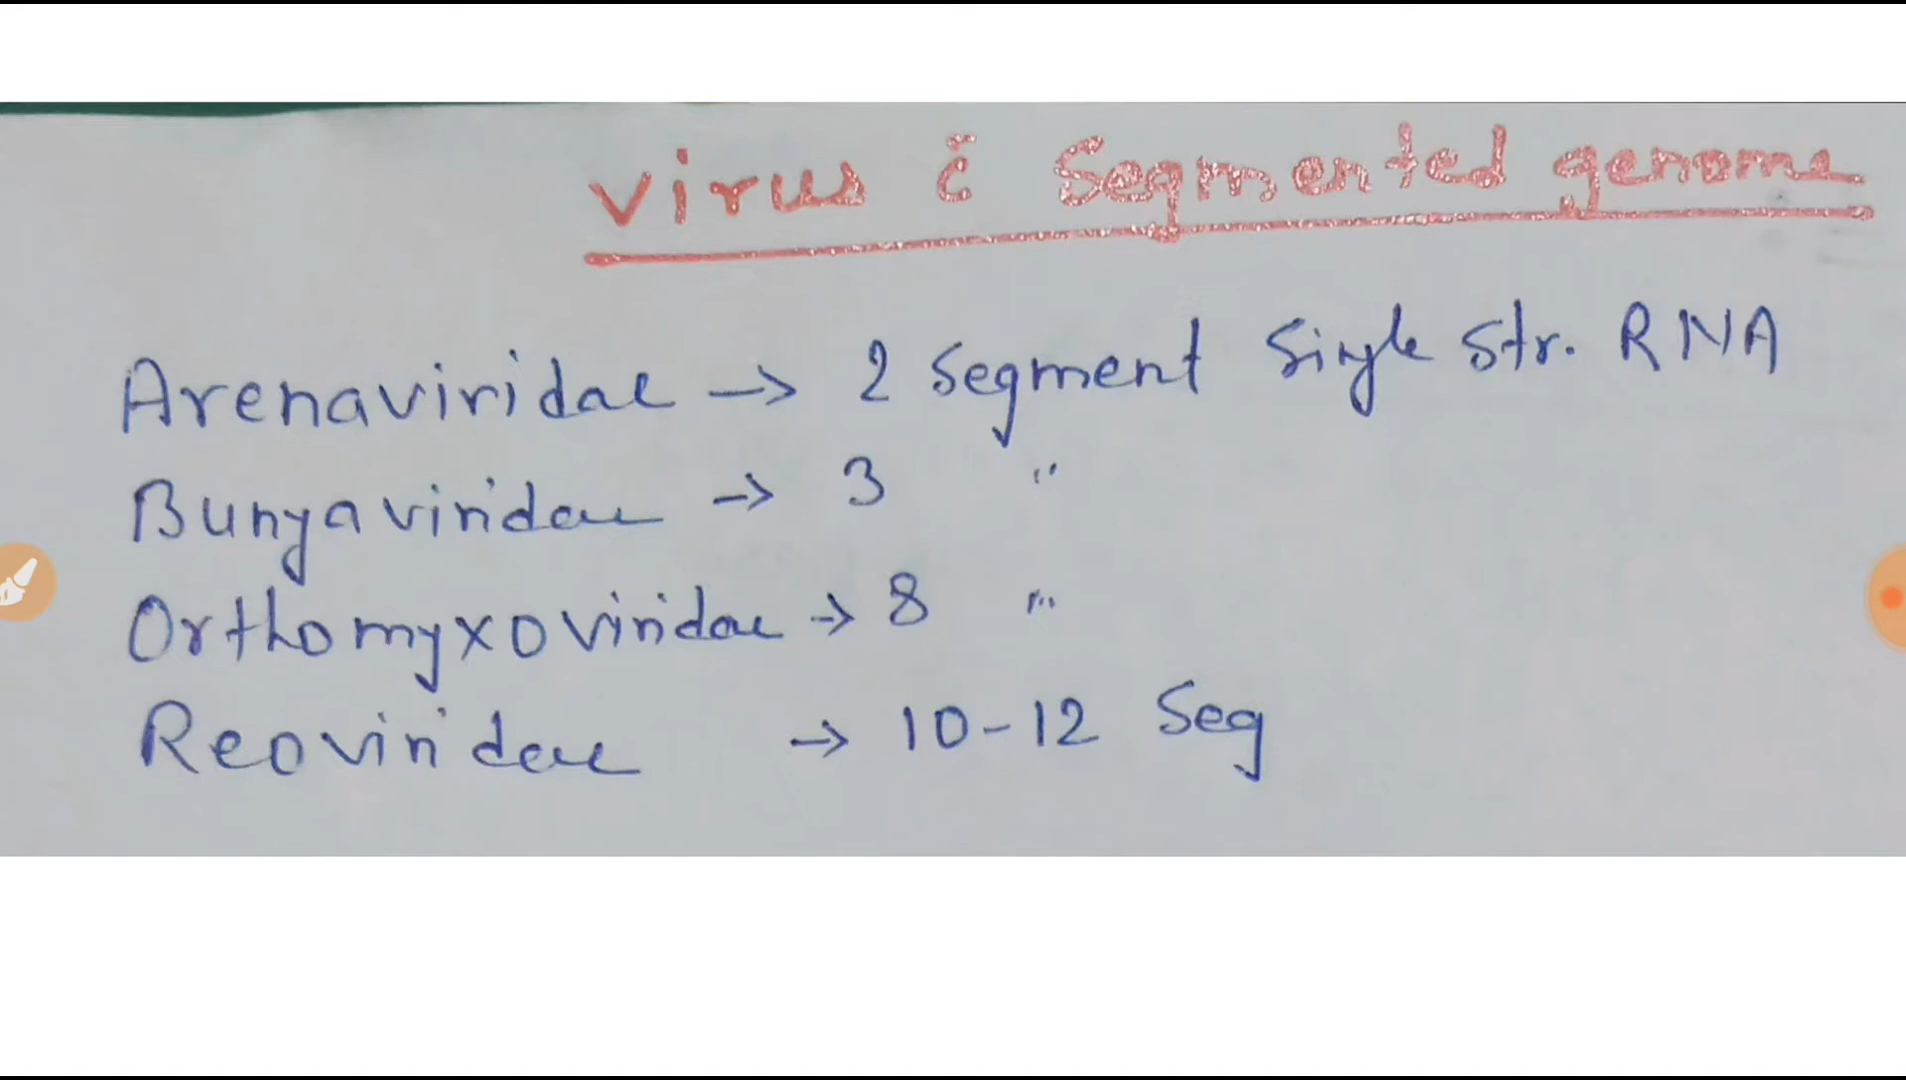 Virus c̄ Segmented genome
Arenaviridae → 2 Segment Single Str. RNA
Bunyaviridae → 3 "
Orthomyxoviridae → 8 "
Reoviridae → 10-12 Seg